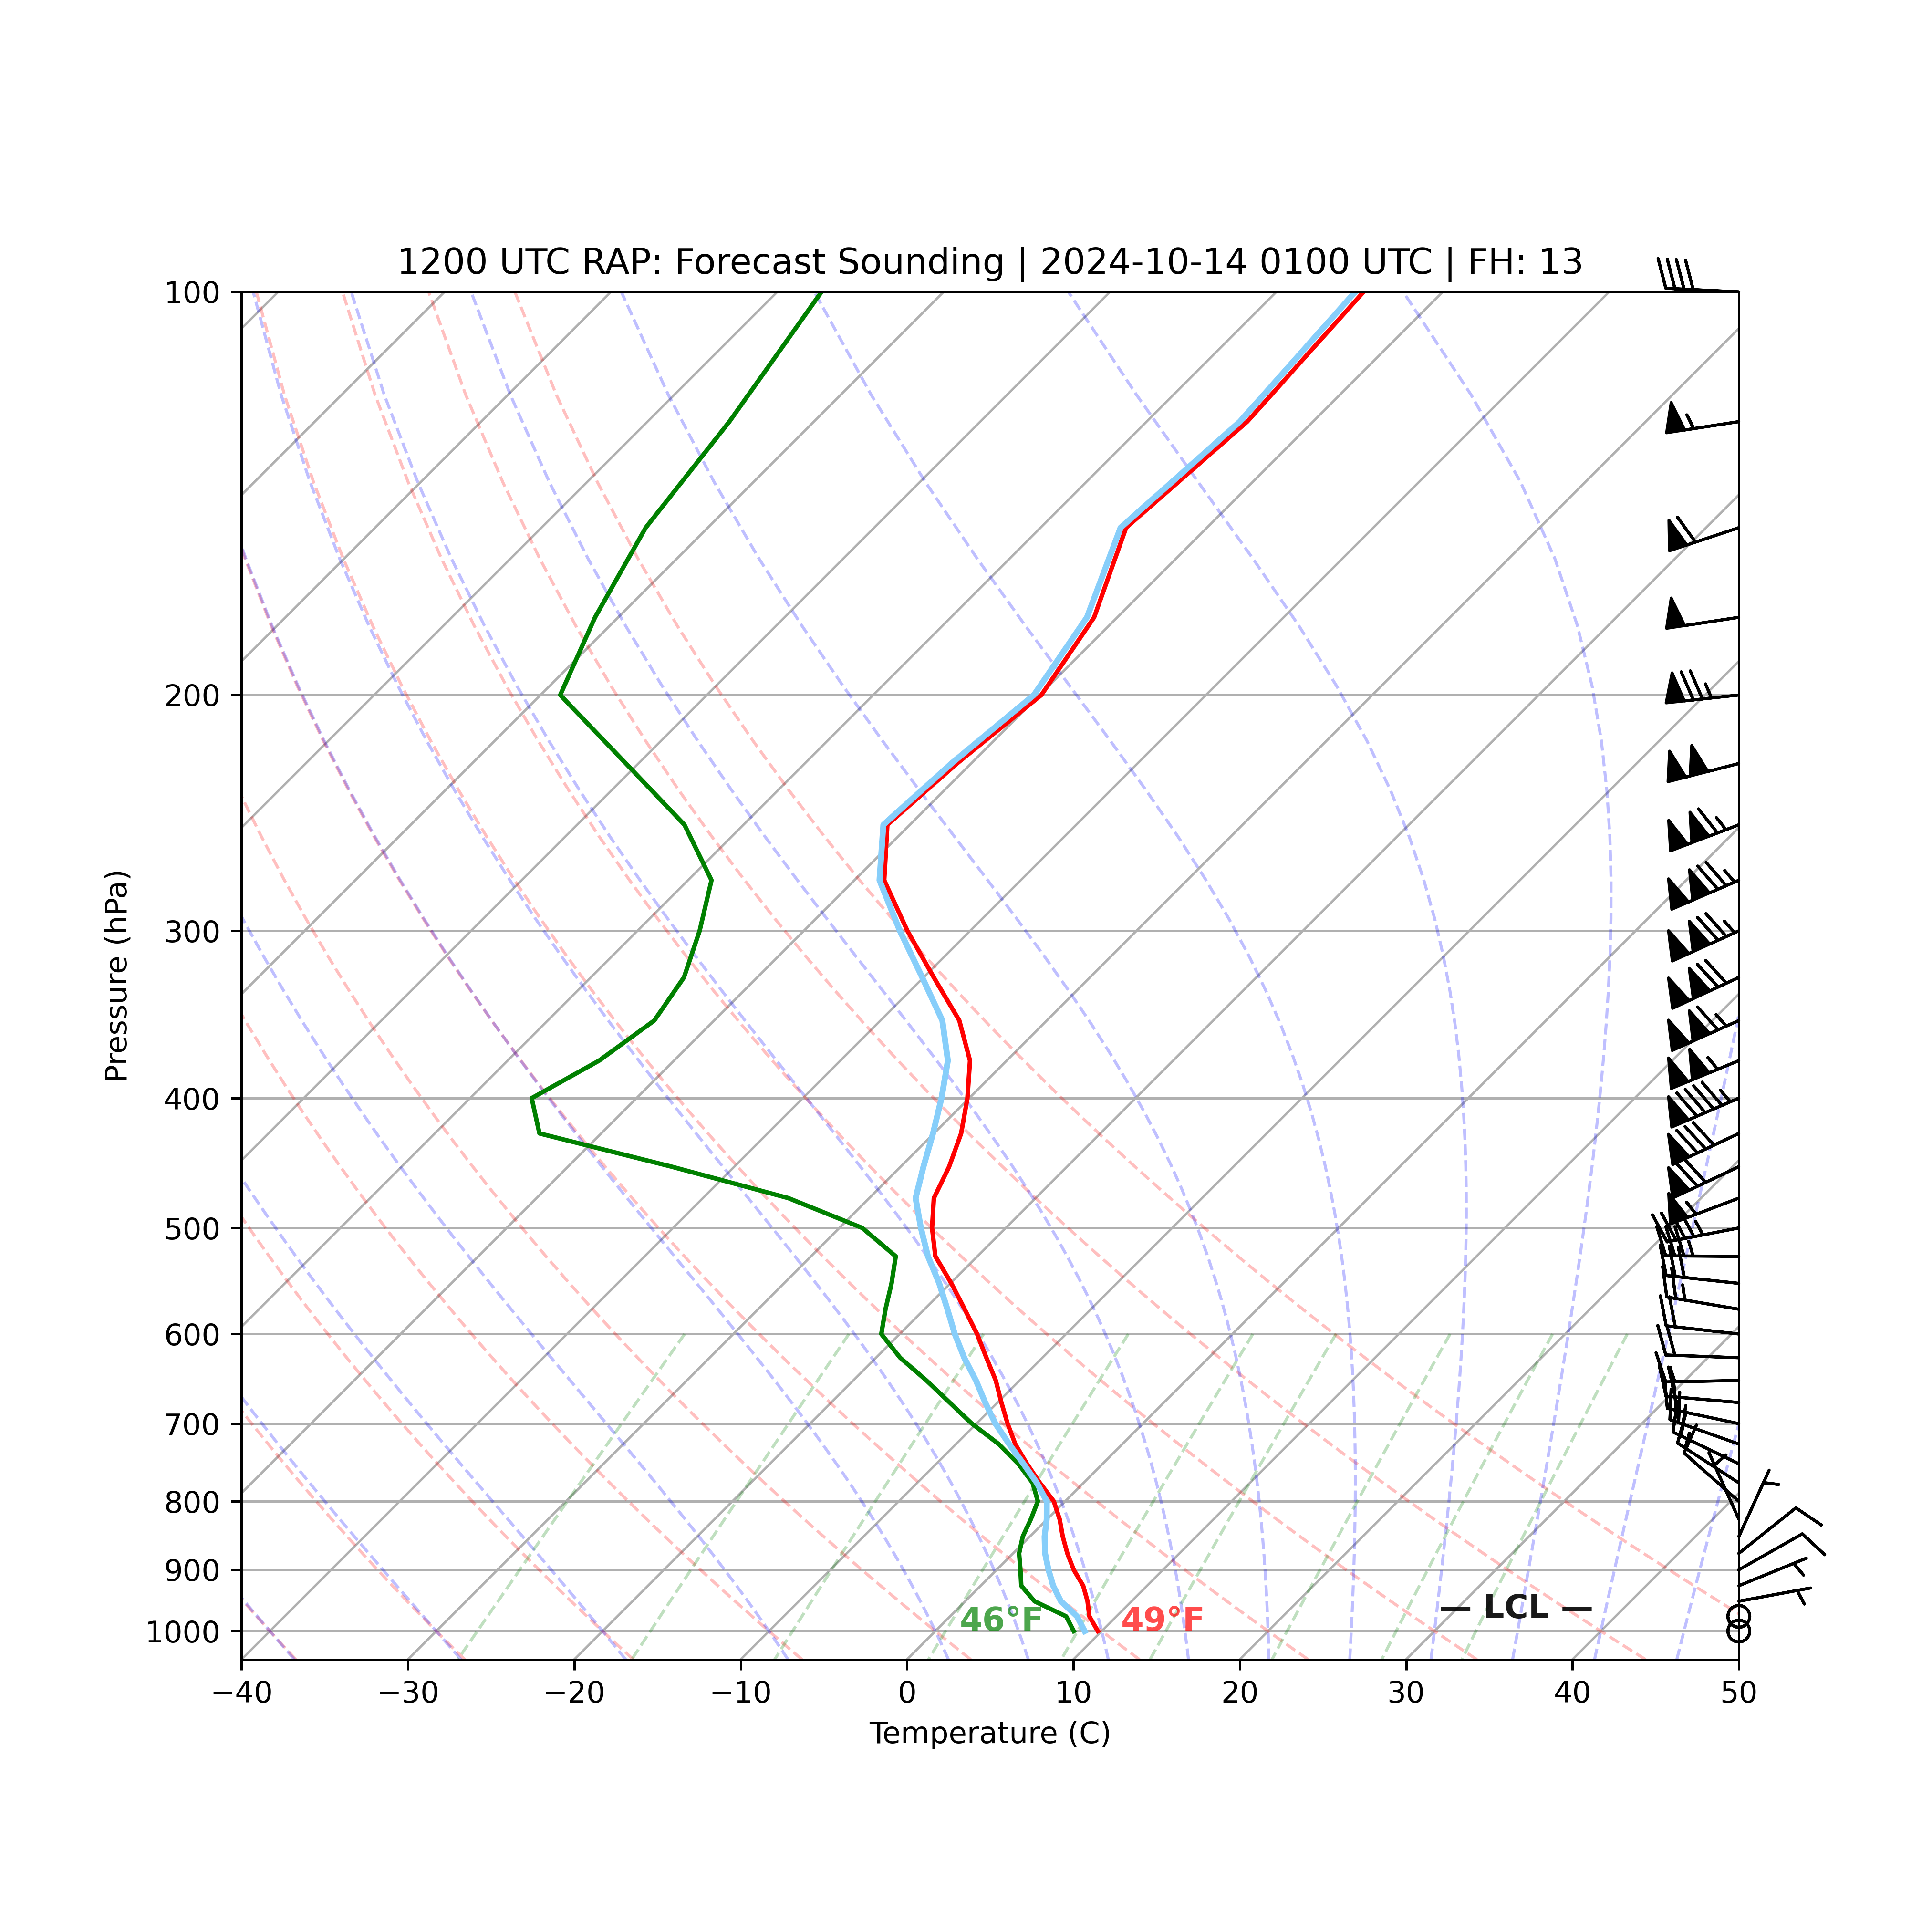 1200 UTC RAP: Forecast Sounding | 2024-10-14 0100 UTC | FH: 13
100
200
300
400
500
600
700
800
900
1000
Pressure (hPa)
46°F
49°F
— LCL —
−40 −30 −20 −10 0 10 20 30 40 50
Temperature (C)